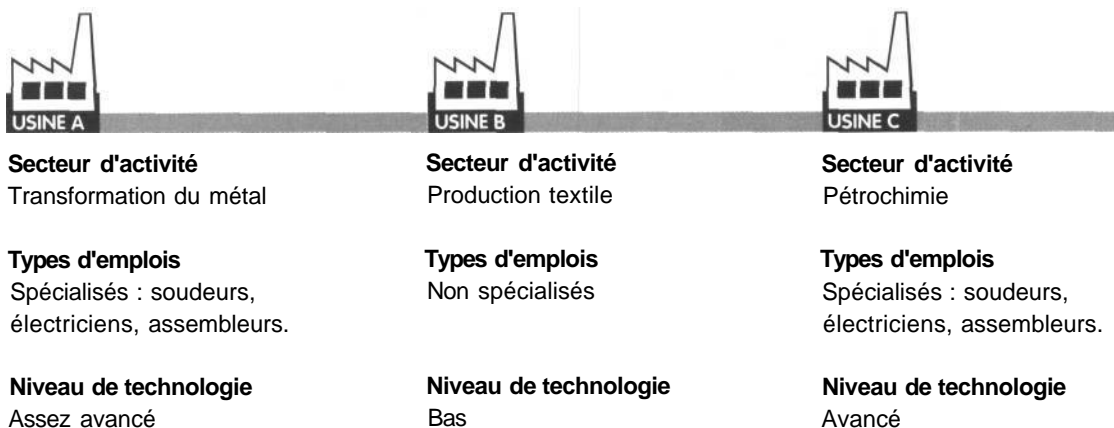 USINE A
Secteur d'activité
Transformation du métal
Types d'emplois
Spécialisés : soudeurs,
électriciens, assembleurs.
Niveau de technologie
Assez avancé
USINE B
Secteur d'activité
Production textile
Types d'emplois
Non spécialisés
Niveau de technologie
Bas
USINE C
Secteur d'activité
Pétrochimie
Types d'emplois
Spécialisés : soudeurs,
électriciens, assembleurs.
Niveau de technologie
Avancé